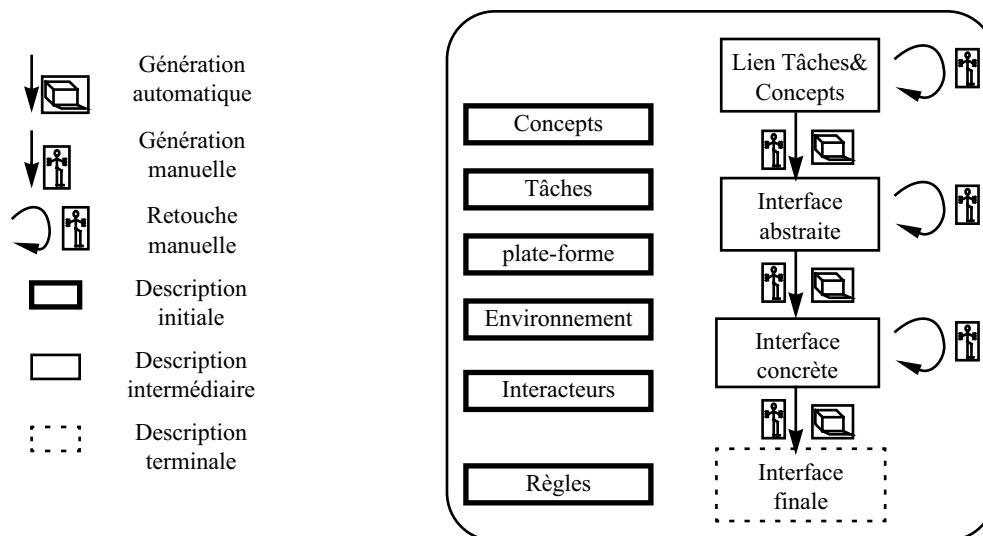 Génération
automatique
Génération
manuelle
Retouche
manuelle
Description
initiale
Description
intermédiaire
Description
terminale
Concepts
Tâches
plate-forme
Environnement
Interacteurs
Règles
Lien Tâches&
Concepts
Interface
abstraite
Interface
concrète
Interface
finale